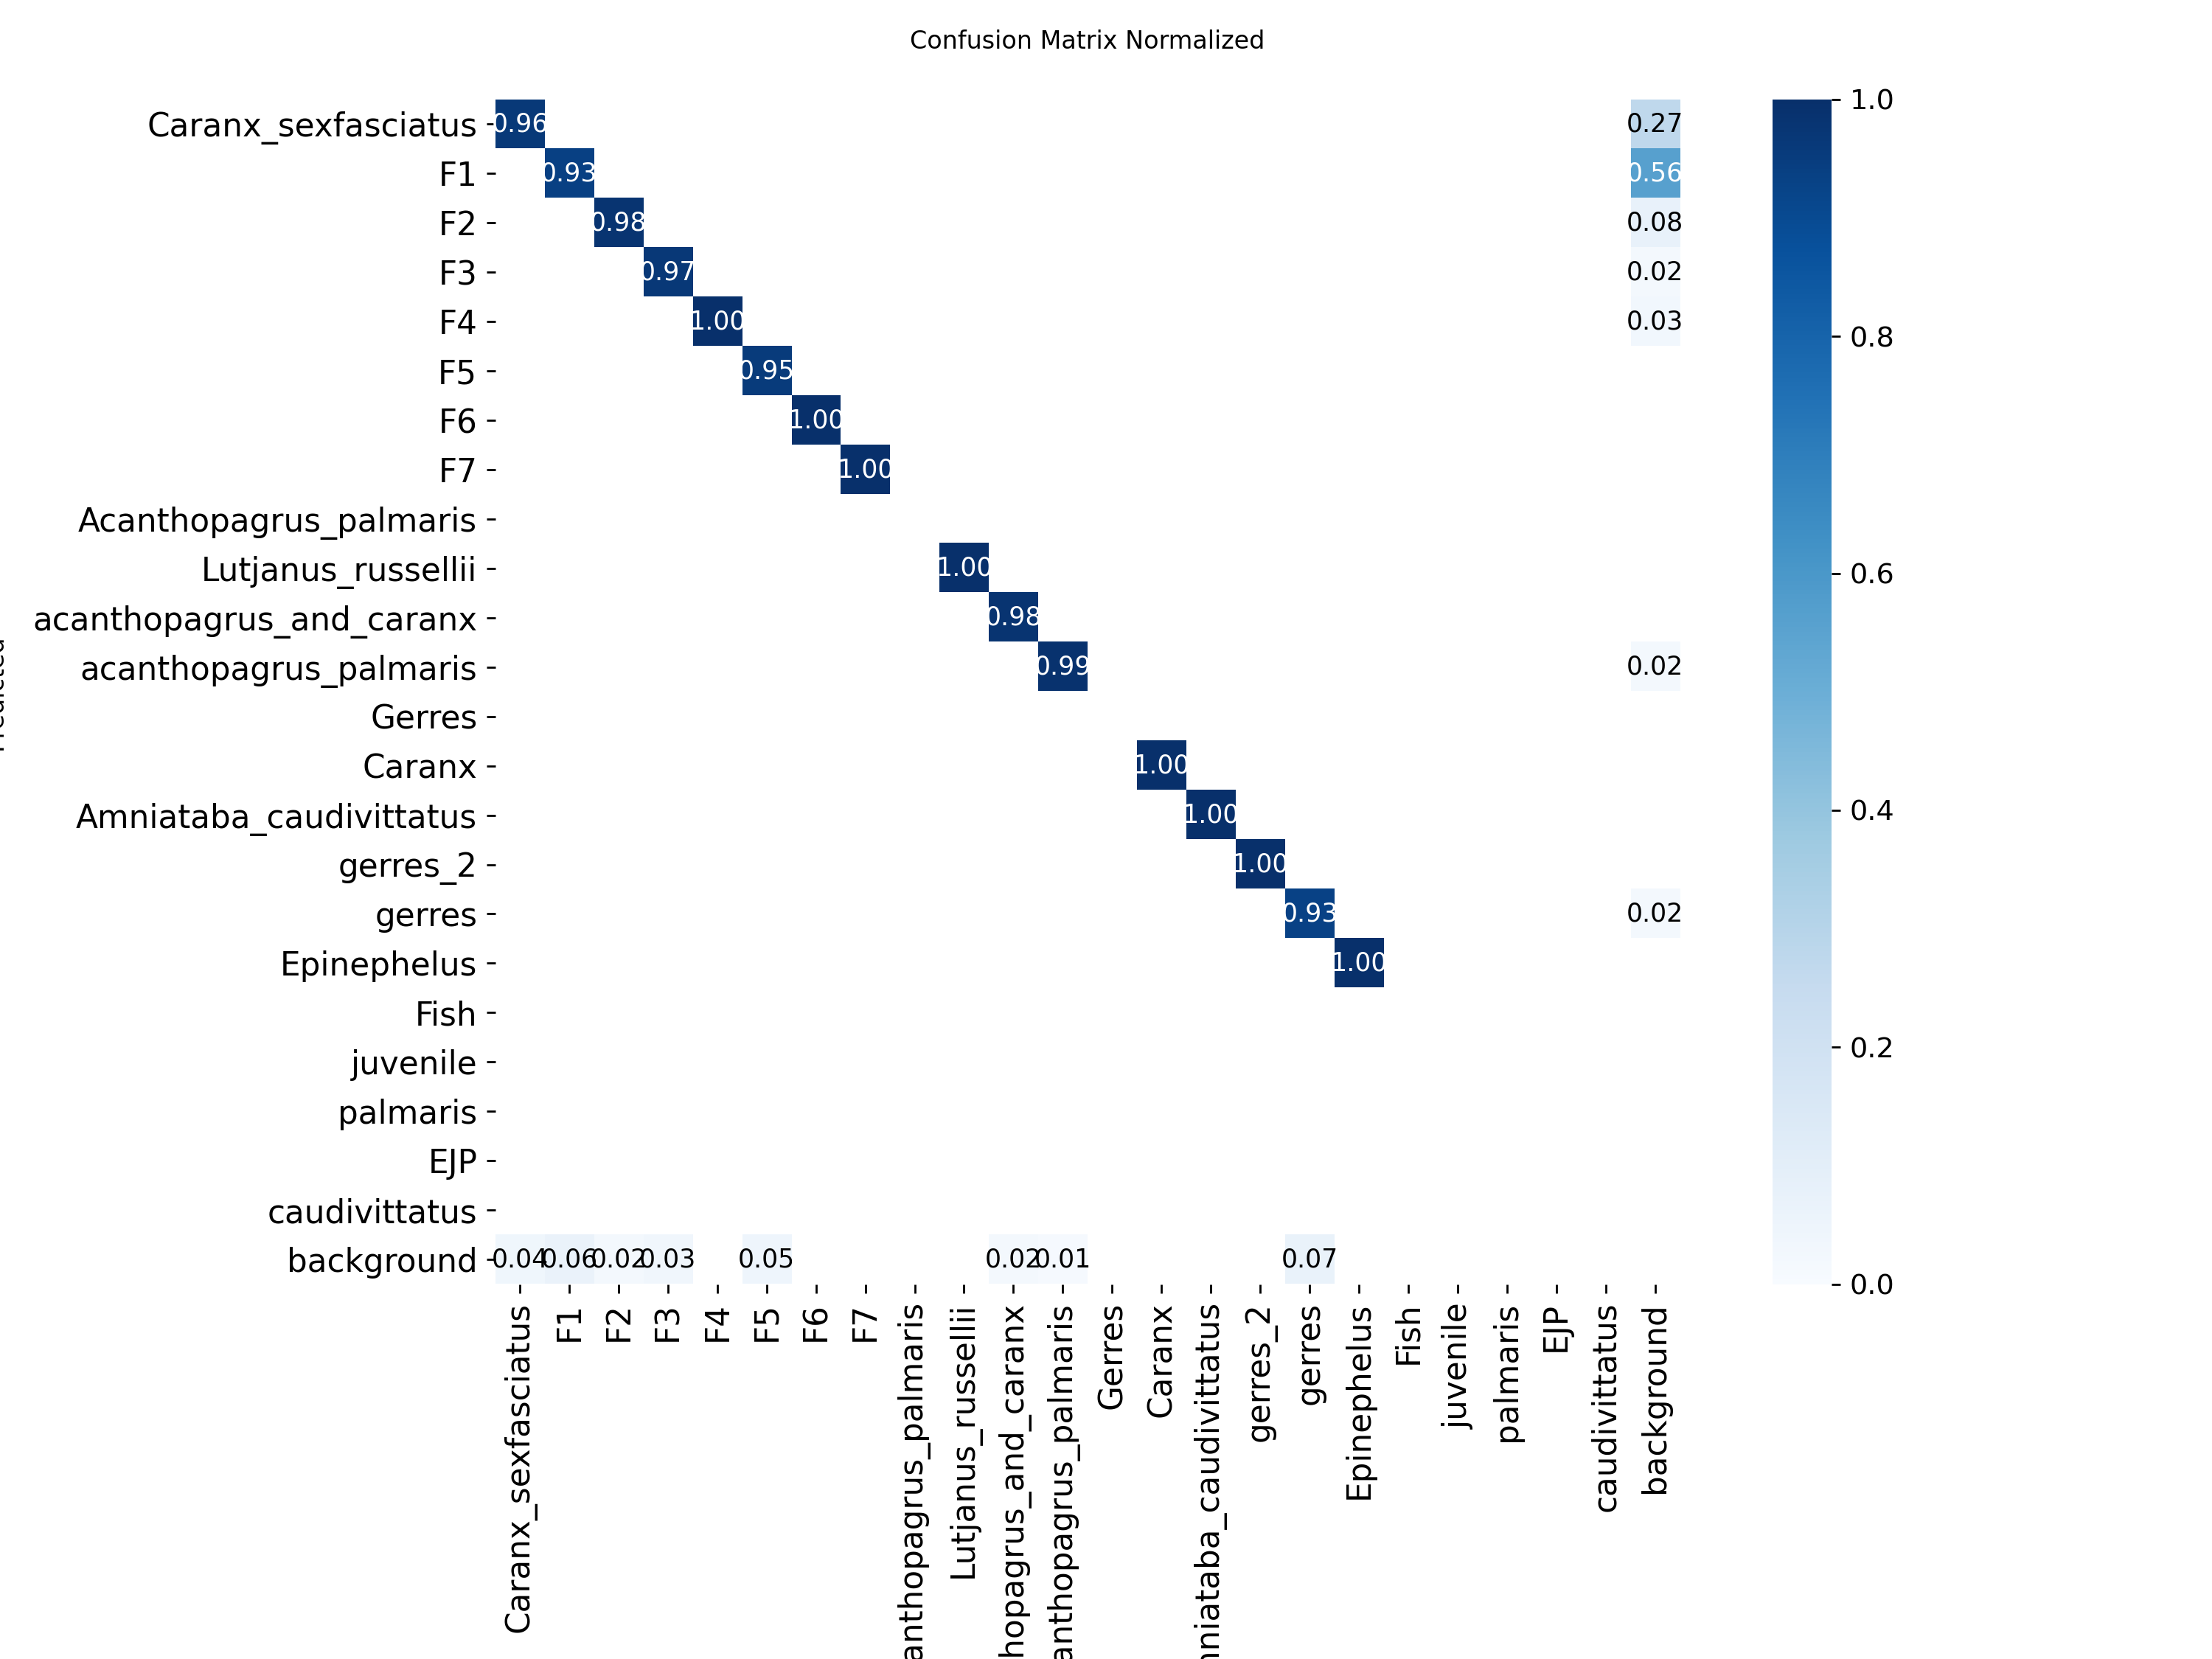 Confusion Matrix Normalized
Caranx_sexfasciatus 0.96 0.27 1.0
F1 0.93 0.56
F2 0.98 0.08
F3 0.97 0.02
F4 1.00 0.03 0.8
F5 0.95
F6 1.00
F7 1.00
Acanthopagrus_palmaris
Lutjanus_russellii 1.00 0.6
acanthopagrus_and_caranx 0.98
acanthopagrus_palmaris 0.99 0.02
Gerres
Caranx 1.00
Amniataba_caudivittatus 1.00 0.4
gerres_2 1.00
gerres 0.93 0.02
Epinephelus 1.00
Fish
juvenile 0.2
palmaris
EJP
caudivittatus
background 0.04 0.06 0.02 0.03 0.05 0.02 0.01 0.07 0.0
Caranx_sexfasciatus
F1
F2
F3
F4
F5
F6
F7
anthopagrus_palmaris
Lutjanus_russellii
hopagrus_and_caranx
anthopagrus_palmaris
Gerres
Caranx
nniataba_caudivittatus
gerres_2
gerres
Epinephelus
Fish
juvenile
palmaris
EJP
caudivittatus
background